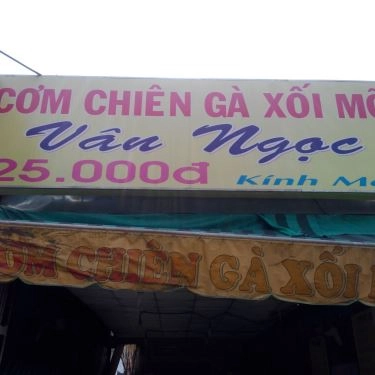 CƠM CHIÊN GÀ XỐI MỠ
Vân Ngọc
25.000đ Kính
CƠM CHIÊN GÀ XỐI